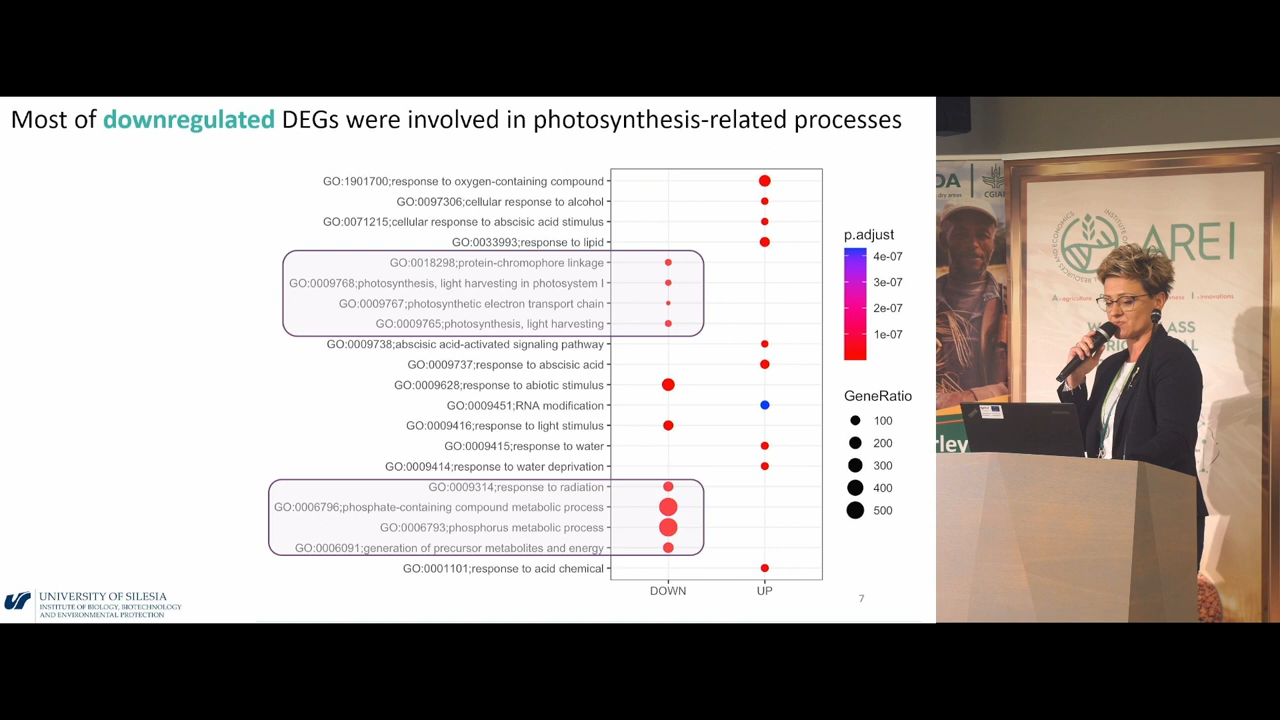 Most of downregulated DEGs were involved in photosynthesis-related processes
GO:1901700;response to oxygen-containing compound
GO:0097306;cellular response to alcohol
GO:0071215;cellular response to abscisic acid stimulus
GO:0033993;response to lipid
GO:0018298;protein-chromophore linkage
GO:0009768;photosynthesis, light harvesting in photosystem I
GO:0009767;photosynthetic electron transport chain
GO:0009765;photosynthesis, light harvesting
GO:0009738;abscisic acid-activated signaling pathway
GO:0009737;response to abscisic acid
GO:0009628;response to abiotic stimulus
GO:0009451;RNA modification
GO:0009416;response to light stimulus
GO:0009415;response to water
GO:0009414;response to water deprivation
GO:0009314;response to radiation
GO:0006796;phosphate-containing compound metabolic process
GO:0006793;phosphorus metabolic process
GO:0006091;generation of precursor metabolites and energy
GO:0001101;response to acid chemical
DOWN
UP
p.adjust
4e-07
3e-07
2e-07
1e-07
GeneRatio
100
200
300
400
500
7
UNIVERSITY OF SILESIA
INSTITUTE OF BIOLOGY, BIOTECHNOLOGY
AND ENVIRONMENTAL PROTECTION
DA
CGIAR
AREI
rley